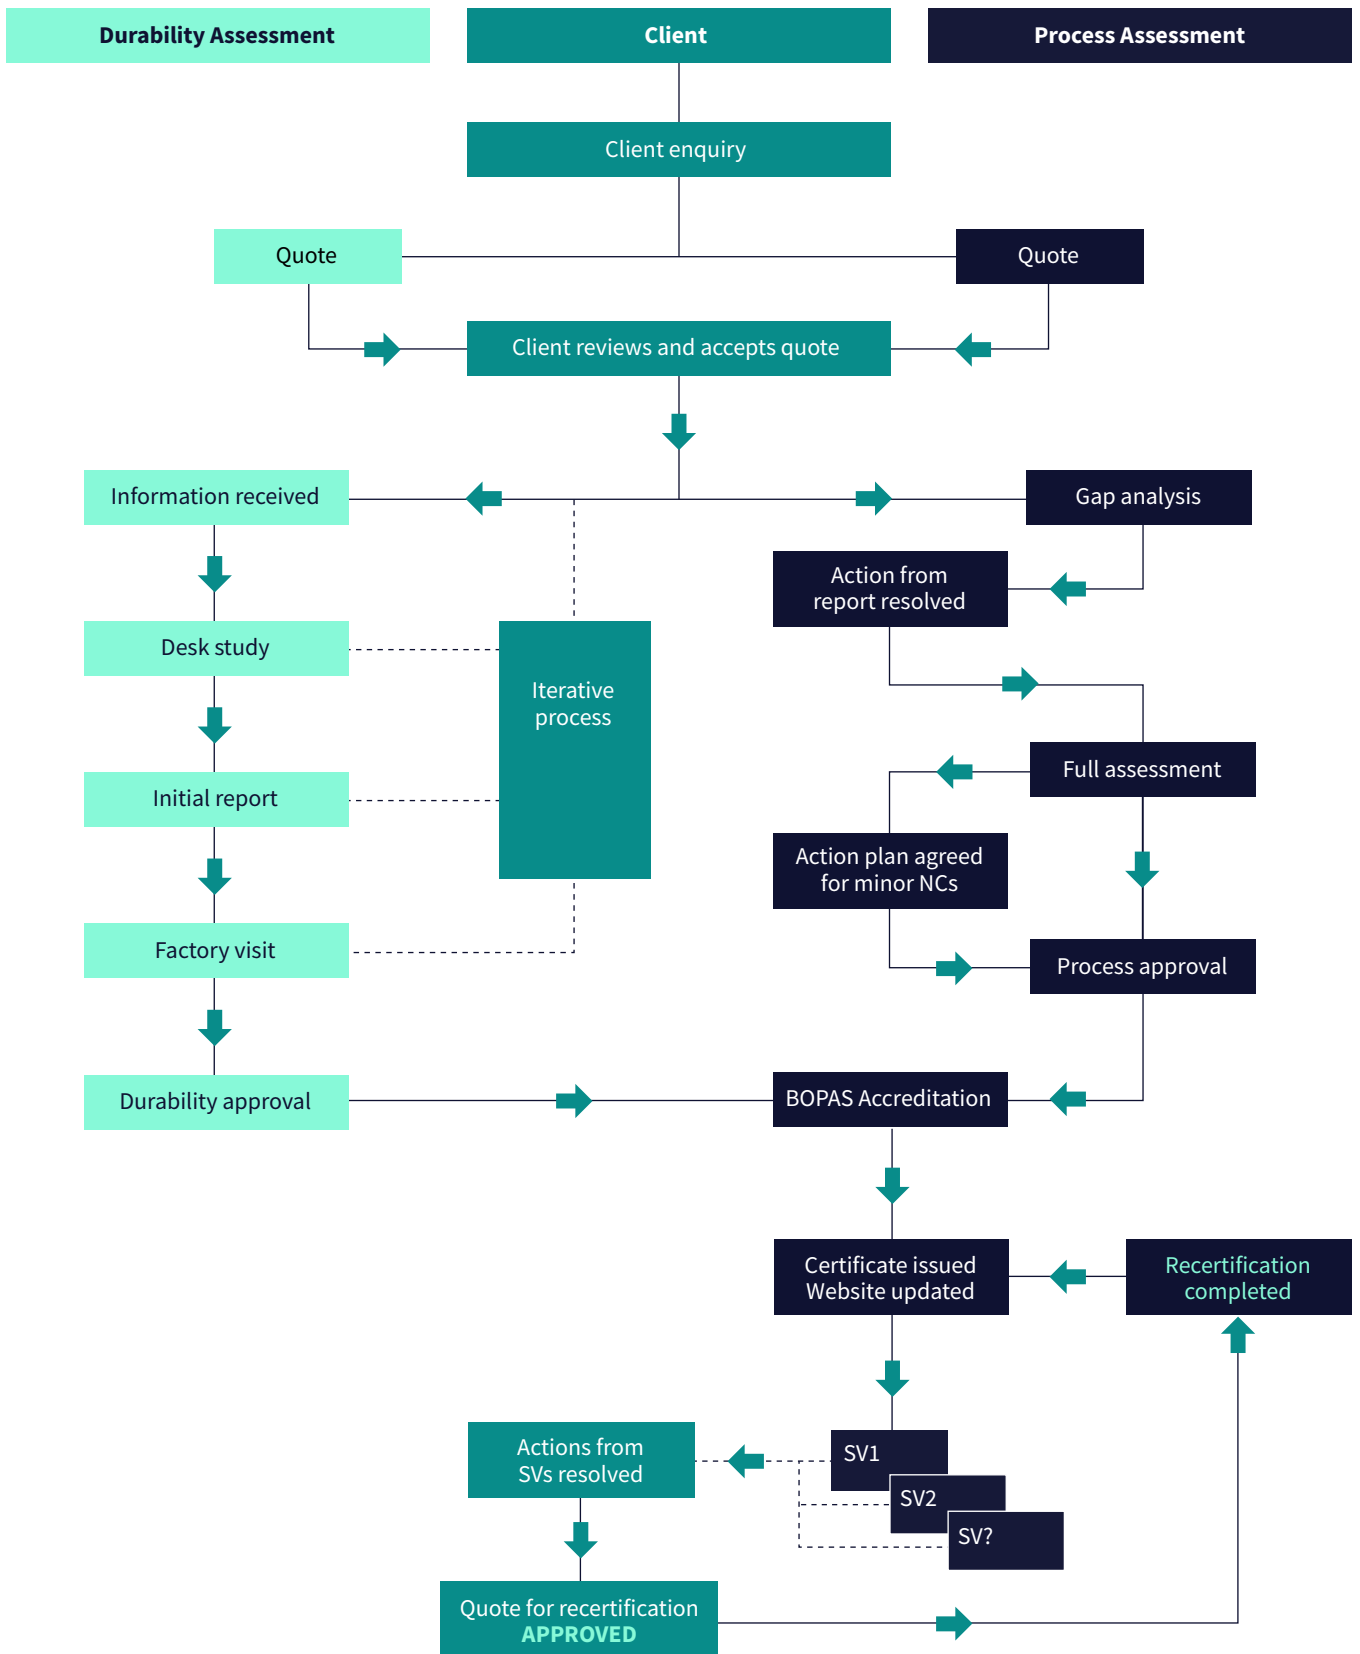 Durability Assessment
Client
Process Assessment
Client enquiry
Quote
Quote
Client reviews and accepts quote
Information received
Gap analysis
Action from
report resolved
Desk study
Iterative
process
Full assessment
Initial report
Action plan agreed
for minor NCs
Factory visit
Process approval
Durability approval
BOPAS Accreditation
Certificate issued
Website updated
Recertification
completed
Actions from
SVs resolved
SV1
SV2
SV?
Quote for recertification
APPROVED